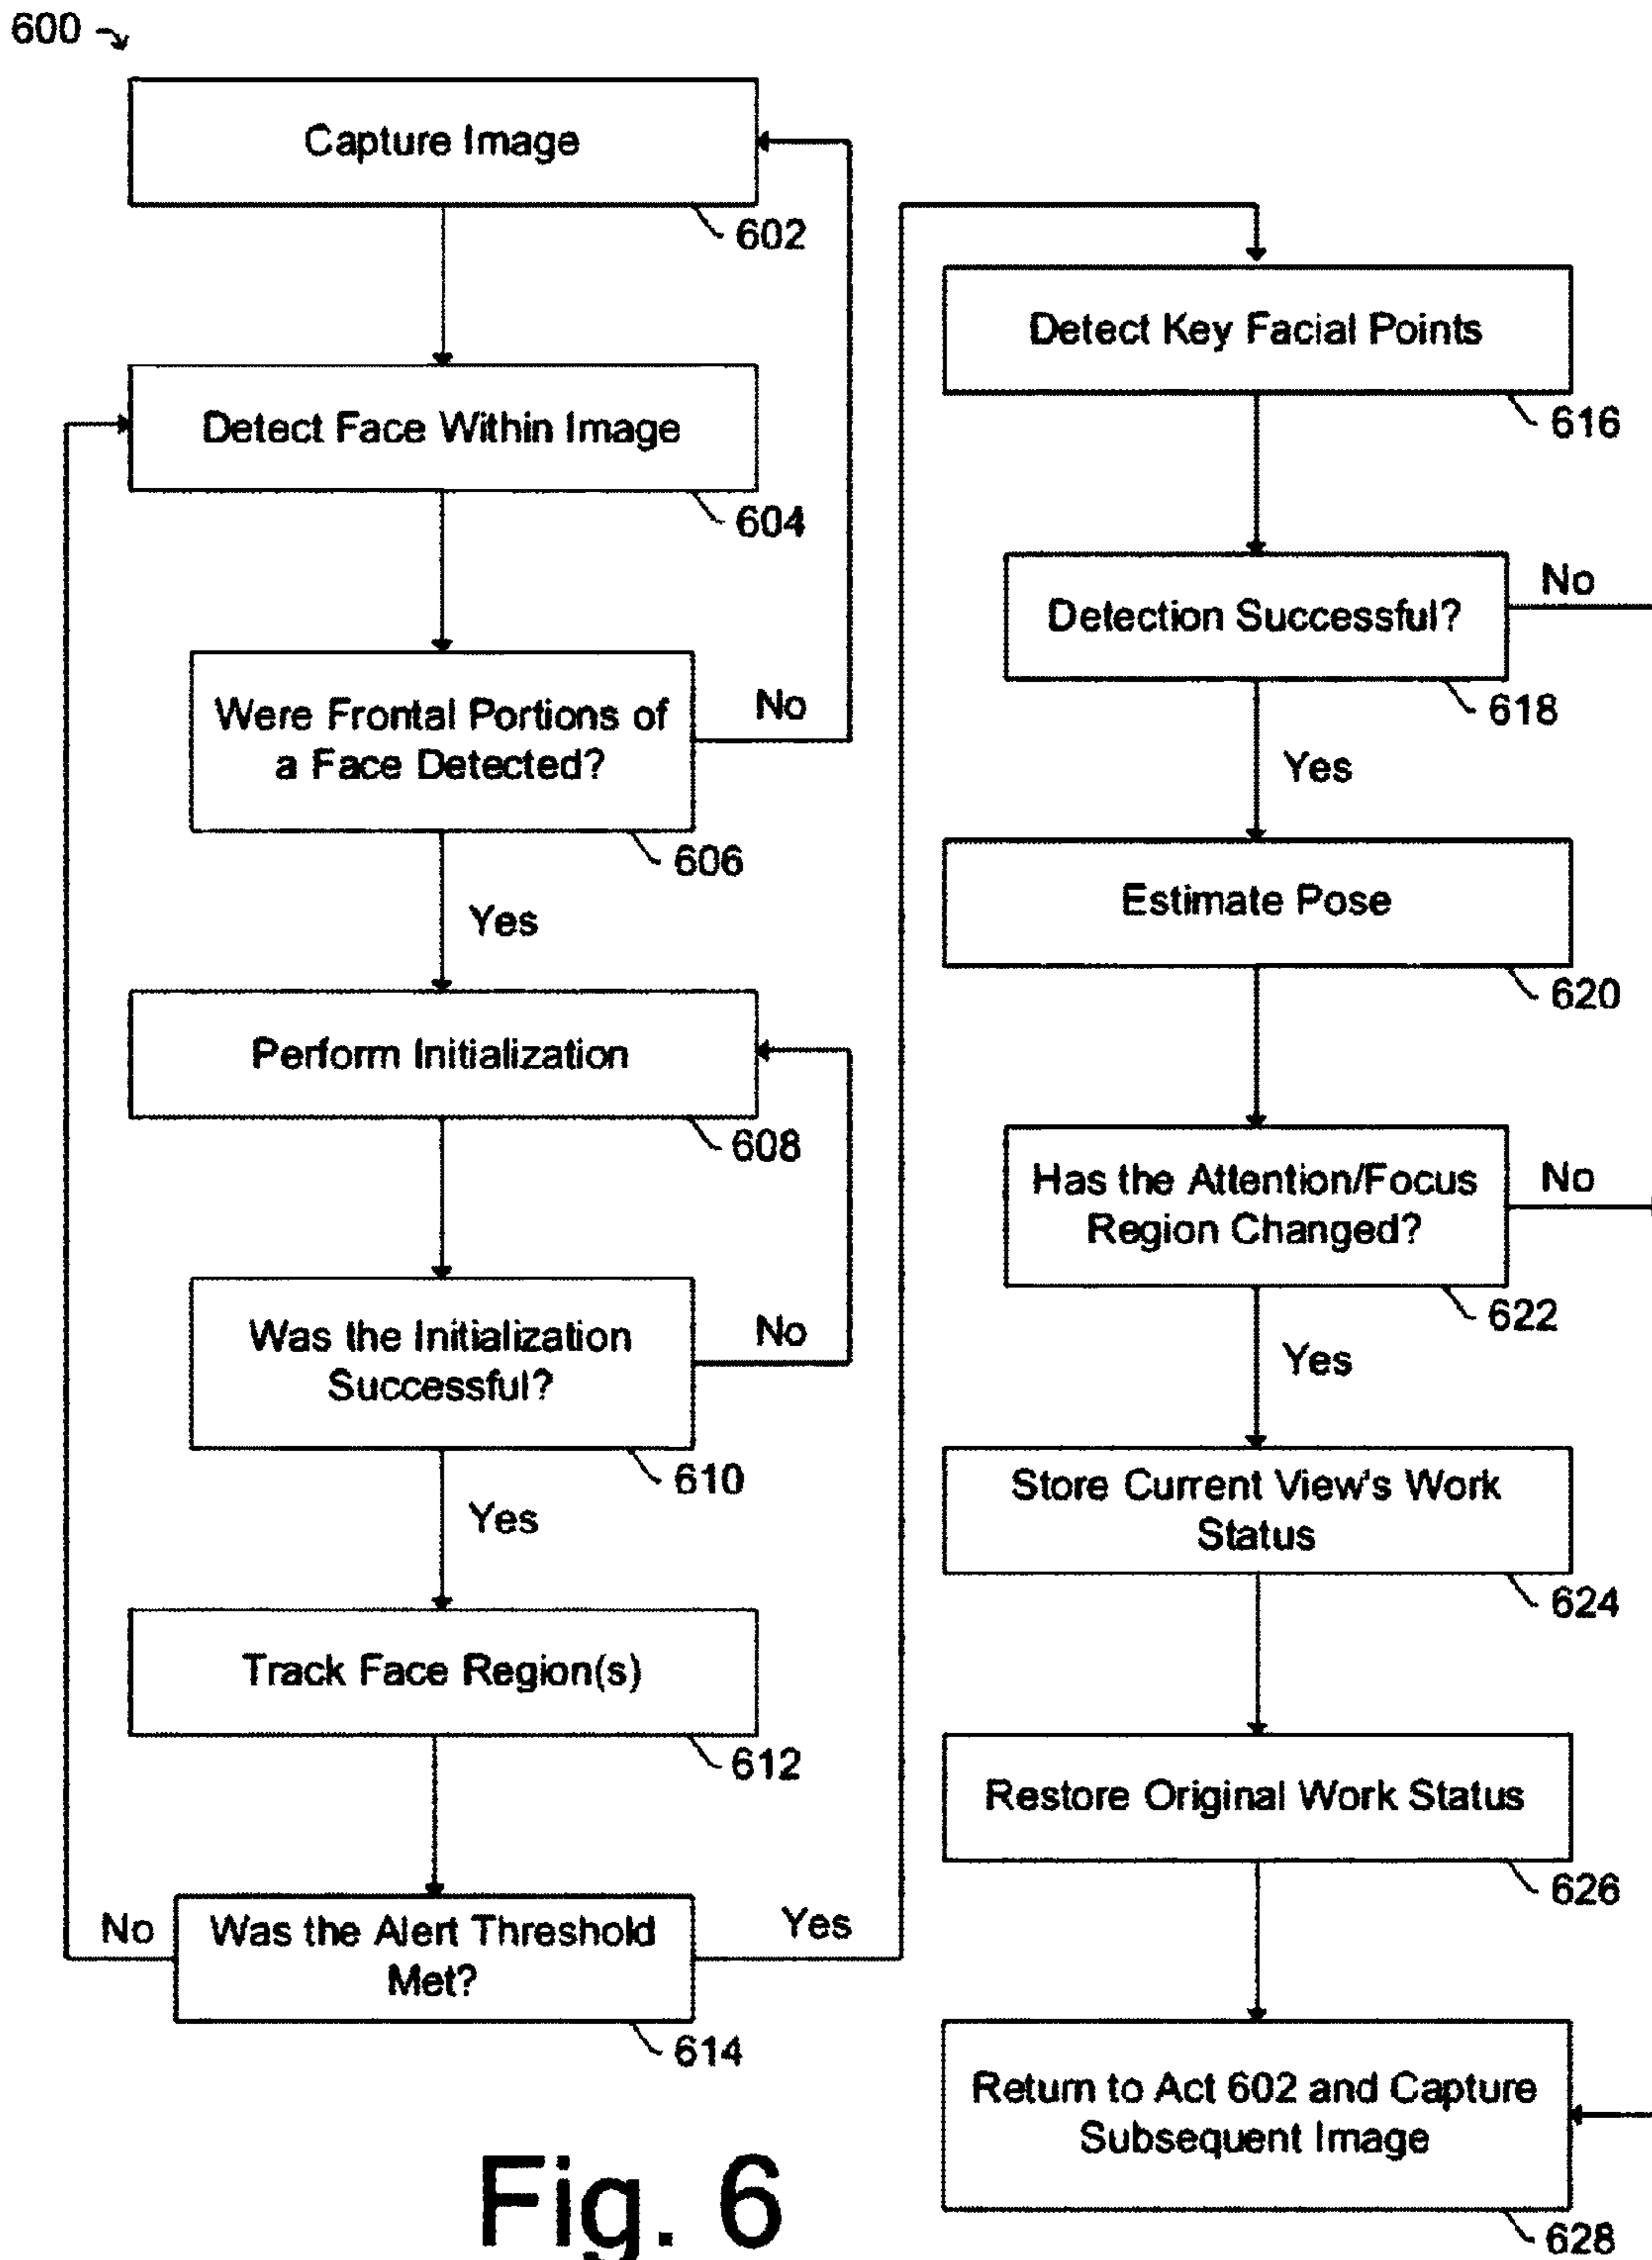 600
Capture Image
602
Detect Face Within Image
604
Were Frontal Portions of
a Face Detected?
No
606
Yes
Perform Initialization
608
Was the Initialization
Successful?
No
610
Yes
Track Face Region(s)
612
No
Was the Alert Threshold
Met?
Yes
614
Detect Key Facial Points
616
Detection Successful?
No
618
Yes
Estimate Pose
620
Has the Attention/Focus
Region Changed?
No
622
Yes
Store Current View's Work
Status
624
Restore Original Work Status
626
Return to Act 602 and Capture
Subsequent Image
628
Fig. 6